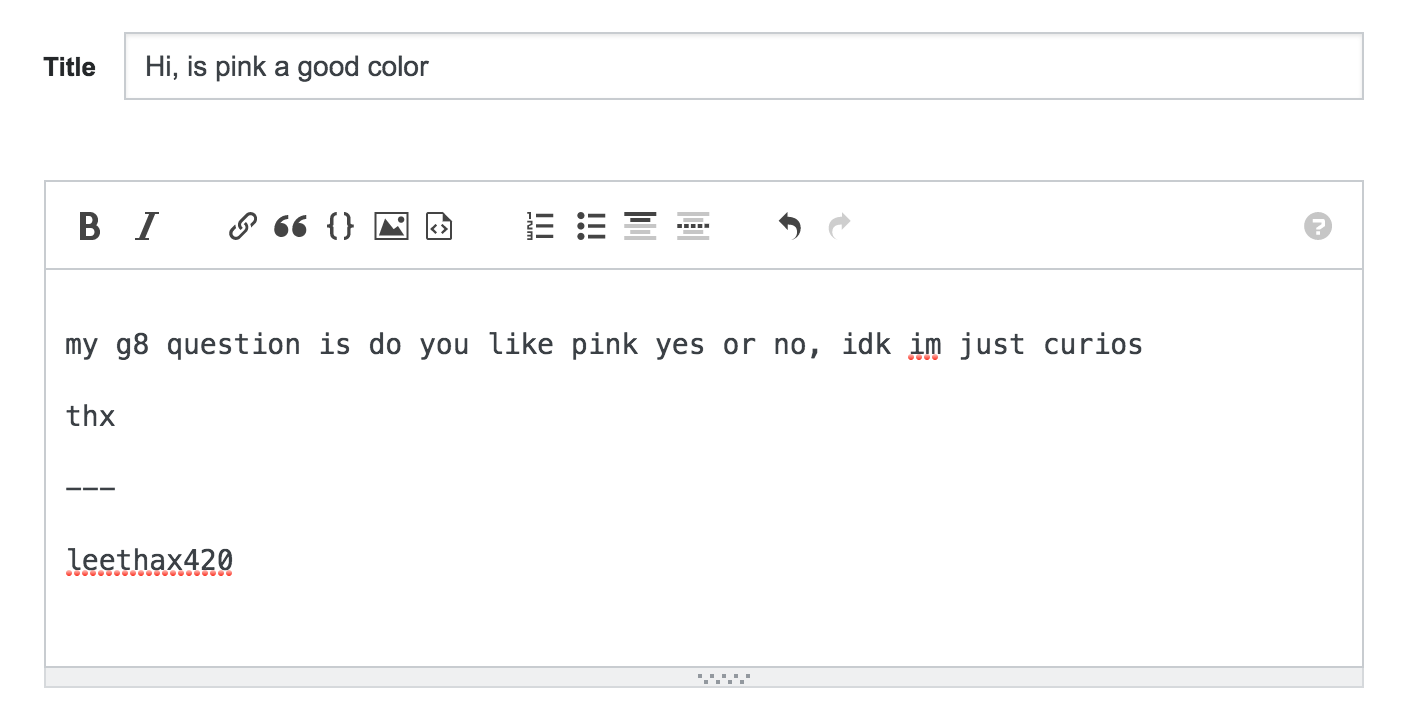 Title Hi, is pink a good color
my g8 question is do you like pink yes or no, idk im just curios
thx
---
leethax420